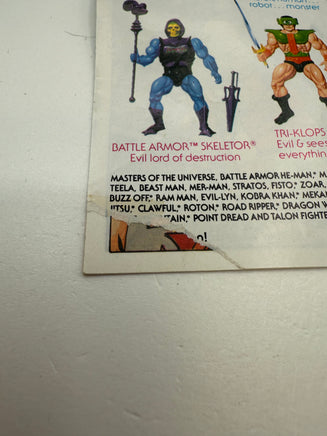 robot... monster
BATTLE ARMOR™ SKELETOR®
Evil lord of destruction
TRI-KLOPS
Evil & sees
everythin
MASTERS OF THE UNIVERSE, BATTLE ARMOR HE-MAN,* M
TEELA, BEAST MAN, MER-MAN, STRATOS, FISTO,* ZOAR,
BUZZ OFF,* RAM MAN, EVIL-LYN, KOBRA KHAN,* MEKA
JITSU,* CLAWFUL,* ROTON,* ROAD RIPPER,* DRAGON W
TAIN,* POINT DREAD AND TALON FIGHTE
n!